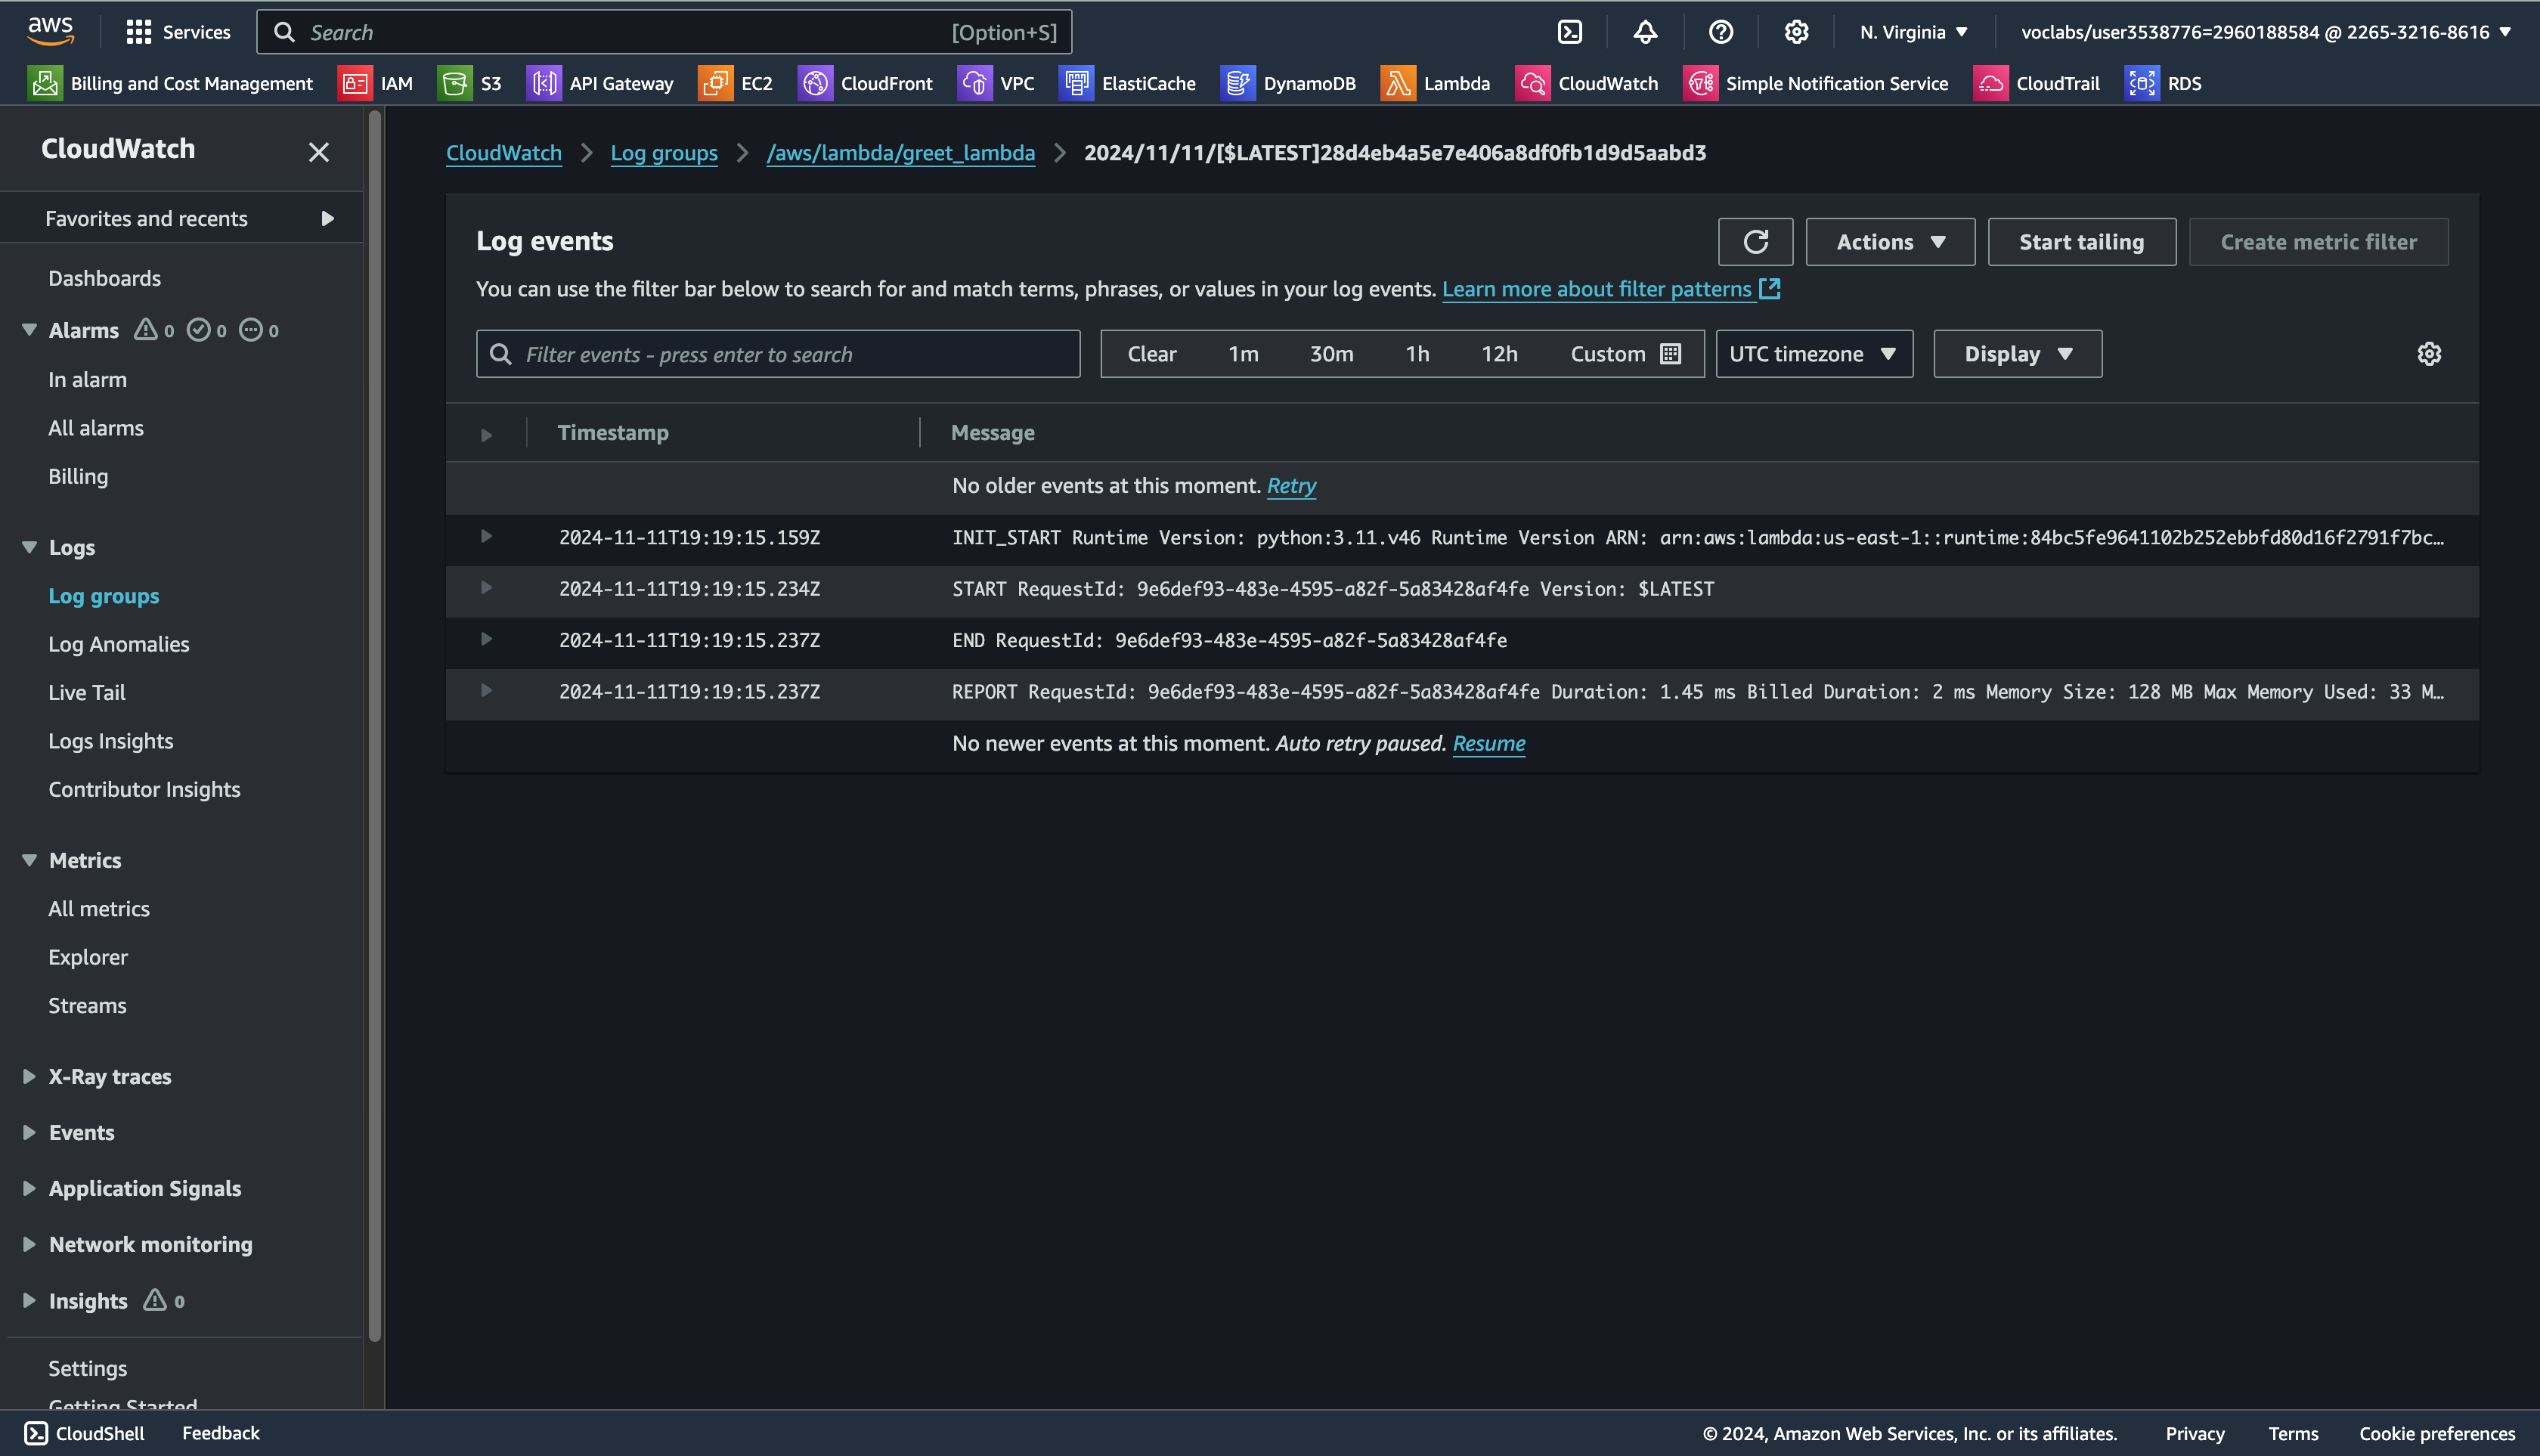 aws Services Search [Option+S] N. Virginia voclabs/user3538776=2960188584 @ 2265-3216-8616
Billing and Cost Management IAM S3 API Gateway EC2 CloudFront VPC ElastiCache DynamoDB Lambda CloudWatch Simple Notification Service CloudTrail RDS
CloudWatch
Favorites and recents
Dashboards
Alarms 0 0 0
In alarm
All alarms
Billing
Logs
Log groups
Log Anomalies
Live Tail
Logs Insights
Contributor Insights
Metrics
All metrics
Explorer
Streams
X-Ray traces
Events
Application Signals
Network monitoring
Insights 0
Settings
Getting Started
CloudWatch Log groups /aws/lambda/greet_lambda 2024/11/11/[$LATEST]28d4eb4a5e7e406a8df0fb1d9d5aabd3
Log events
Actions Start tailing Create metric filter
You can use the filter bar below to search for and match terms, phrases, or values in your log events. Learn more about filter patterns
Filter events - press enter to search Clear 1m 30m 1h 12h Custom UTC timezone Display
Timestamp Message
No older events at this moment. Retry
2024-11-11T19:19:15.159Z INIT_START Runtime Version: python:3.11.v46 Runtime Version ARN: arn:aws:lambda:us-east-1::runtime:84bc5fe9641102b252ebbfd80d16f2791f7bc…
2024-11-11T19:19:15.234Z START RequestId: 9e6def93-483e-4595-a82f-5a83428af4fe Version: $LATEST
2024-11-11T19:19:15.237Z END RequestId: 9e6def93-483e-4595-a82f-5a83428af4fe
2024-11-11T19:19:15.237Z REPORT RequestId: 9e6def93-483e-4595-a82f-5a83428af4fe Duration: 1.45 ms Billed Duration: 2 ms Memory Size: 128 MB Max Memory Used: 33 M…
No newer events at this moment. Auto retry paused. Resume
CloudShell Feedback © 2024, Amazon Web Services, Inc. or its affiliates. Privacy Terms Cookie preferences